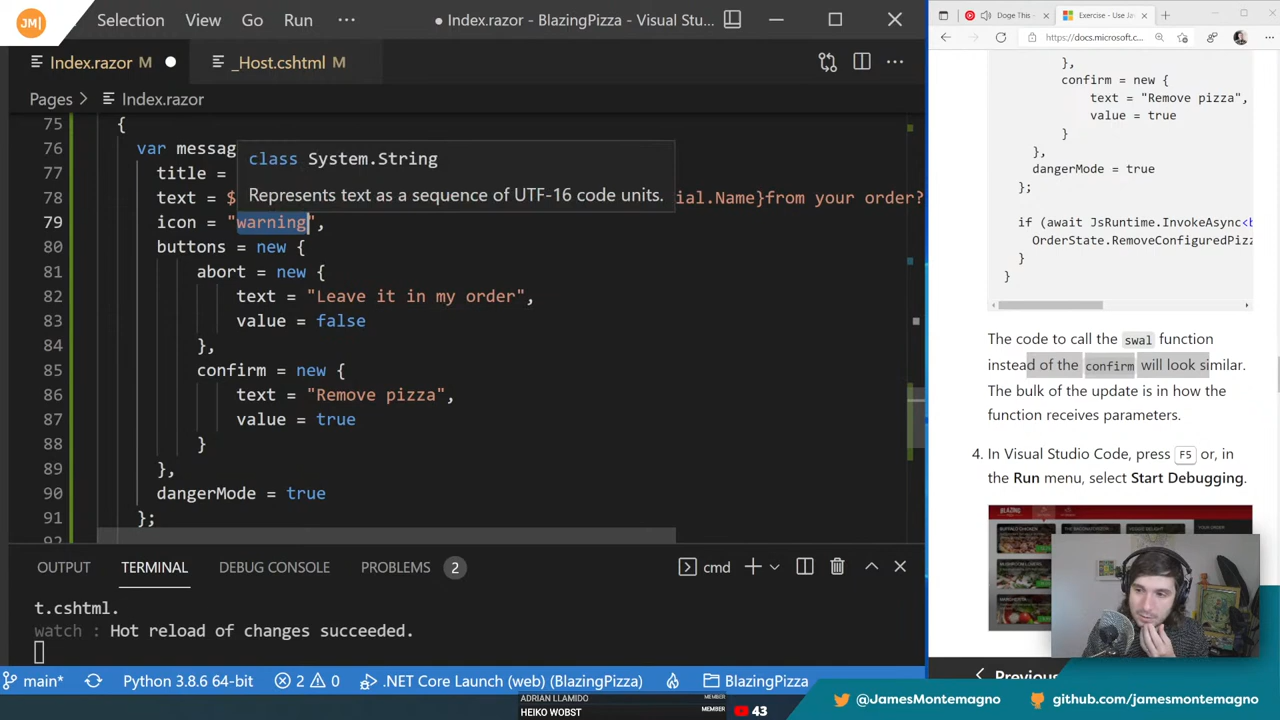 JM|
Selection View Go Run ··· ● Index.razor - BlazingPizza - Visual Stu...
Index.razor M ●
_Host.cshtml M
Pages > Index.razor
75 {
76 var messag
class System.String
Represents text as a sequence of UTF-16 code units.
77 title =
78 text = $ ial.Name}from your order?
79 icon = "warning",
80 buttons = new {
81 abort = new {
82 text = "Leave it in my order",
83 value = false
84 },
85 confirm = new {
86 text = "Remove pizza",
87 value = true
88 }
89 },
90 dangerMode = true
91 };
92
OUTPUT TERMINAL DEBUG CONSOLE PROBLEMS 2 cmd
t.cshtml.
watch : Hot reload of changes succeeded.
main* Python 3.8.6 64-bit 0 0 .NET Core Launch (web) (BlazingPizza) BlazingPizza
ADRIAN LLAMIDO MEMBER
HEIKO WOBST MEMBER
43
@JamesMontemagno github.com/jamesmontemagno
Doge This —
Exercise - Use Ja
https://docs.microsoft.c...
},
confirm = new {
text = "Remove pizza",
value = true
}
},
dangerMode = true
};
if (await JsRuntime.InvokeAsync<b
OrderState.RemoveConfiguredPizz
}
}
The code to call the swal function
instead of the confirm will look similar.
The bulk of the update is in how the
function receives parameters.
4. In Visual Studio Code, press F5 or, in
the Run menu, select Start Debugging.
Previous